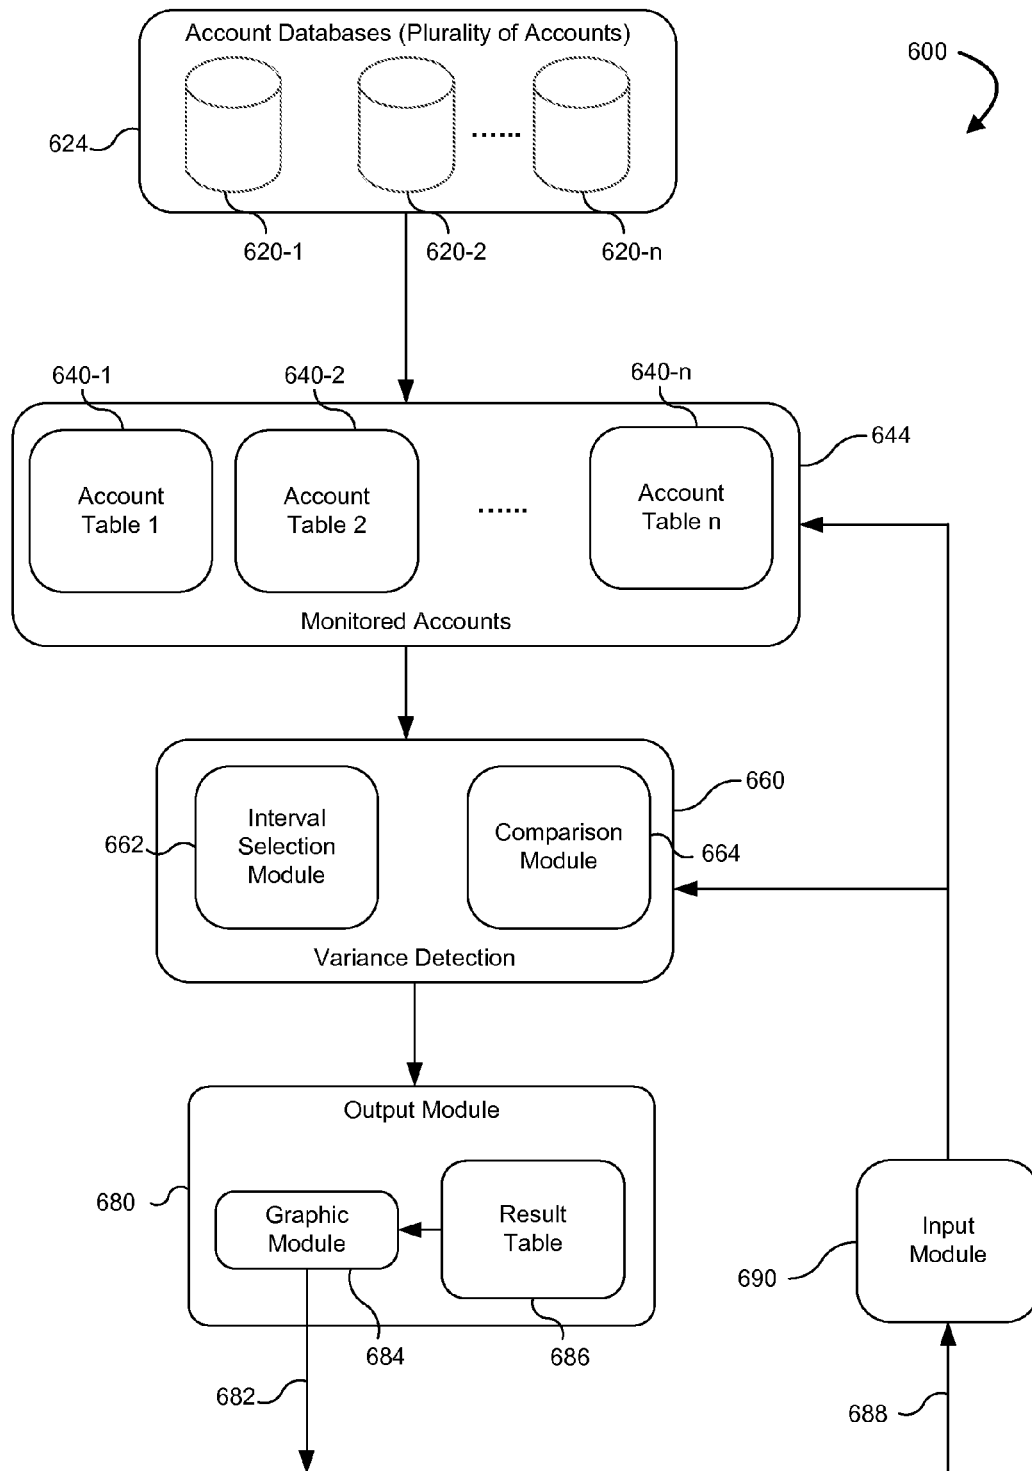 Account Databases (Plurality of Accounts)
600
624
......
620-1
620-2
620-n
640-1
640-2
640-n
644
Account
Table 1
Account
Table 2
......
Account
Table n
Monitored Accounts
660
662
Interval
Selection
Module
Comparison
Module
664
Variance Detection
Output Module
680
Graphic
Module
Result
Table
Input
Module
690
684
686
682
688